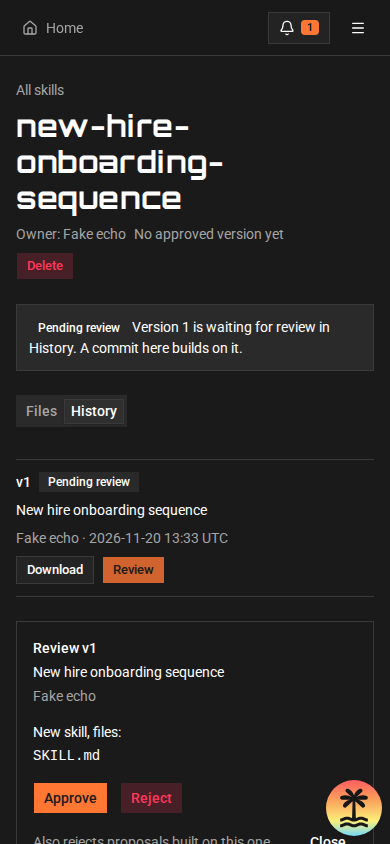 Home
1
All skills
new-hire-
onboarding-
sequence
Owner: Fake echo No approved version yet
Delete
Pending review Version 1 is waiting for review in
History. A commit here builds on it.
Files History
v1 Pending review
New hire onboarding sequence
Fake echo · 2026-11-20 13:33 UTC
Download Review
Review v1
New hire onboarding sequence
Fake echo
New skill, files:
SKILL.md
Approve Reject
Also rejects proposals built on this one. Close